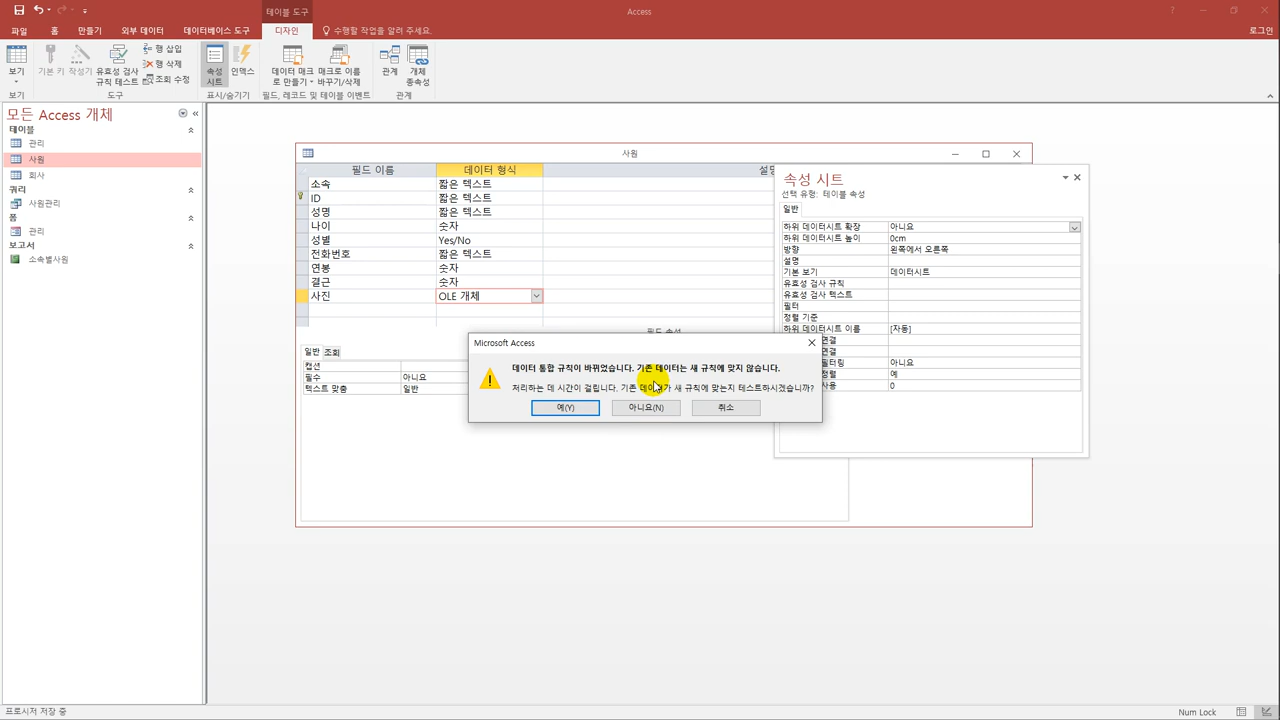 테이블 도구
Access
파일
홈
만들기
외부 데이터
데이터베이스 도구
디자인
수행할 작업을 알려 주세요.
로그인
보기
기본 키
작성기
유효성 검사
규칙 테스트
행 삽입
행 삭제
조회 수정
속성
시트
인덱스
데이터 매크
로 만들기
매크로 이름
바꾸기/삭제
관계
개체
종속성
보기
도구
표시/숨기기
필드, 레코드 및 테이블 이벤트
관계
모든 Access 개체
테이블
관리
사원
회사
쿼리
사원관리
폼
관리
보고서
소속별사원
사원
필드 이름
데이터 형식
설명
소속
짧은 텍스트
ID
짧은 텍스트
성명
짧은 텍스트
나이
숫자
성별
Yes/No
전화번호
짧은 텍스트
연봉
숫자
결근
숫자
사진
OLE 개체
필드 속성
일반
조회
캡션
필수
아니요
텍스트 맞춤
일반
속성 시트
선택 유형: 테이블 속성
일반
하위 데이터시트 확장
아니요
하위 데이터시트 높이
0cm
방향
왼쪽에서 오른쪽
설명
기본 보기
데이터시트
유효성 검사 규칙
유효성 검사 텍스트
필터
정렬 기준
하위 데이터시트 이름
[자동]
연결
연결
필터링
아니요
정렬
예
사용
0
Microsoft Access
데이터 통합 규칙이 바뀌었습니다. 기존 데이터는 새 규칙에 맞지 않습니다.
처리하는 데 시간이 걸립니다. 기존 데이터가 새 규칙에 맞는지 테스트하시겠습니까?
예(Y)
아니요(N)
취소
프로시저 저장 중
Num Lock